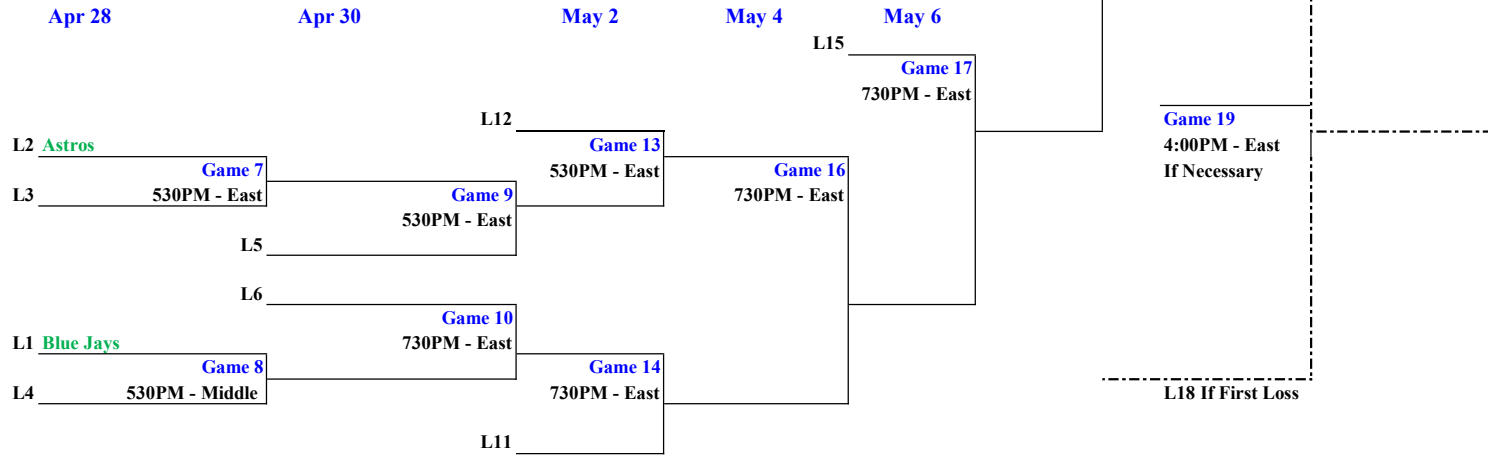 Apr 28
Apr 30
May 2
May 4
May 6
L15
Game 17
730PM - East
L12
Game 19
4:00PM - East
If Necessary
L2 Astros
Game 13
530PM - East
Game 7
530PM - East
Game 16
730PM - East
L3
Game 9
530PM - East
L5
L6
Game 10
730PM - East
L1 Blue Jays
Game 8
530PM - Middle
Game 14
730PM - East
L4
L18 If First Loss
L11